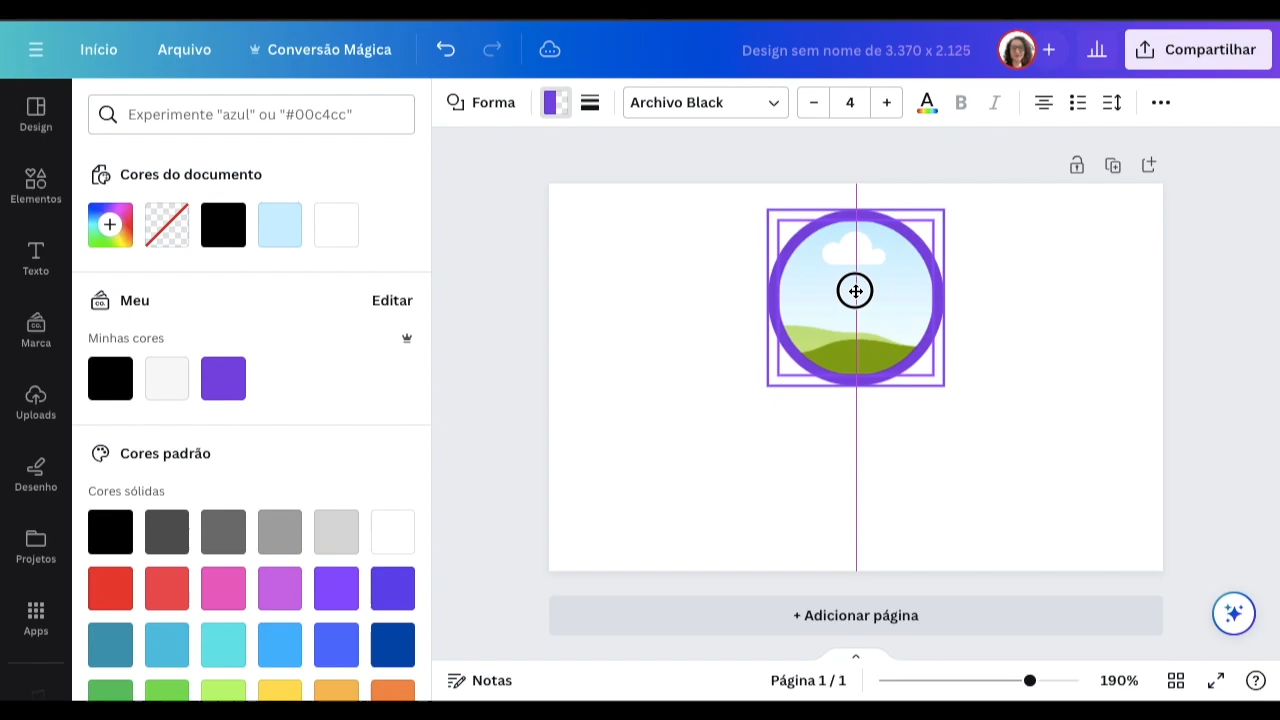 Início
Arquivo
Conversão Mágica
Design sem nome de 3.370 x 2.125
+
Compartilhar
Design
Elementos
Texto
CO.
Marca
Uploads
Desenho
Projetos
Apps
Experimente "azul" ou "#00c4cc"
Cores do documento
+
CO.
Meu
Editar
Minhas cores
Cores padrão
Cores sólidas
Forma
Archivo Black
– 4 +
A
B
I
+ Adicionar página
Notas
Página 1 / 1
190%
?